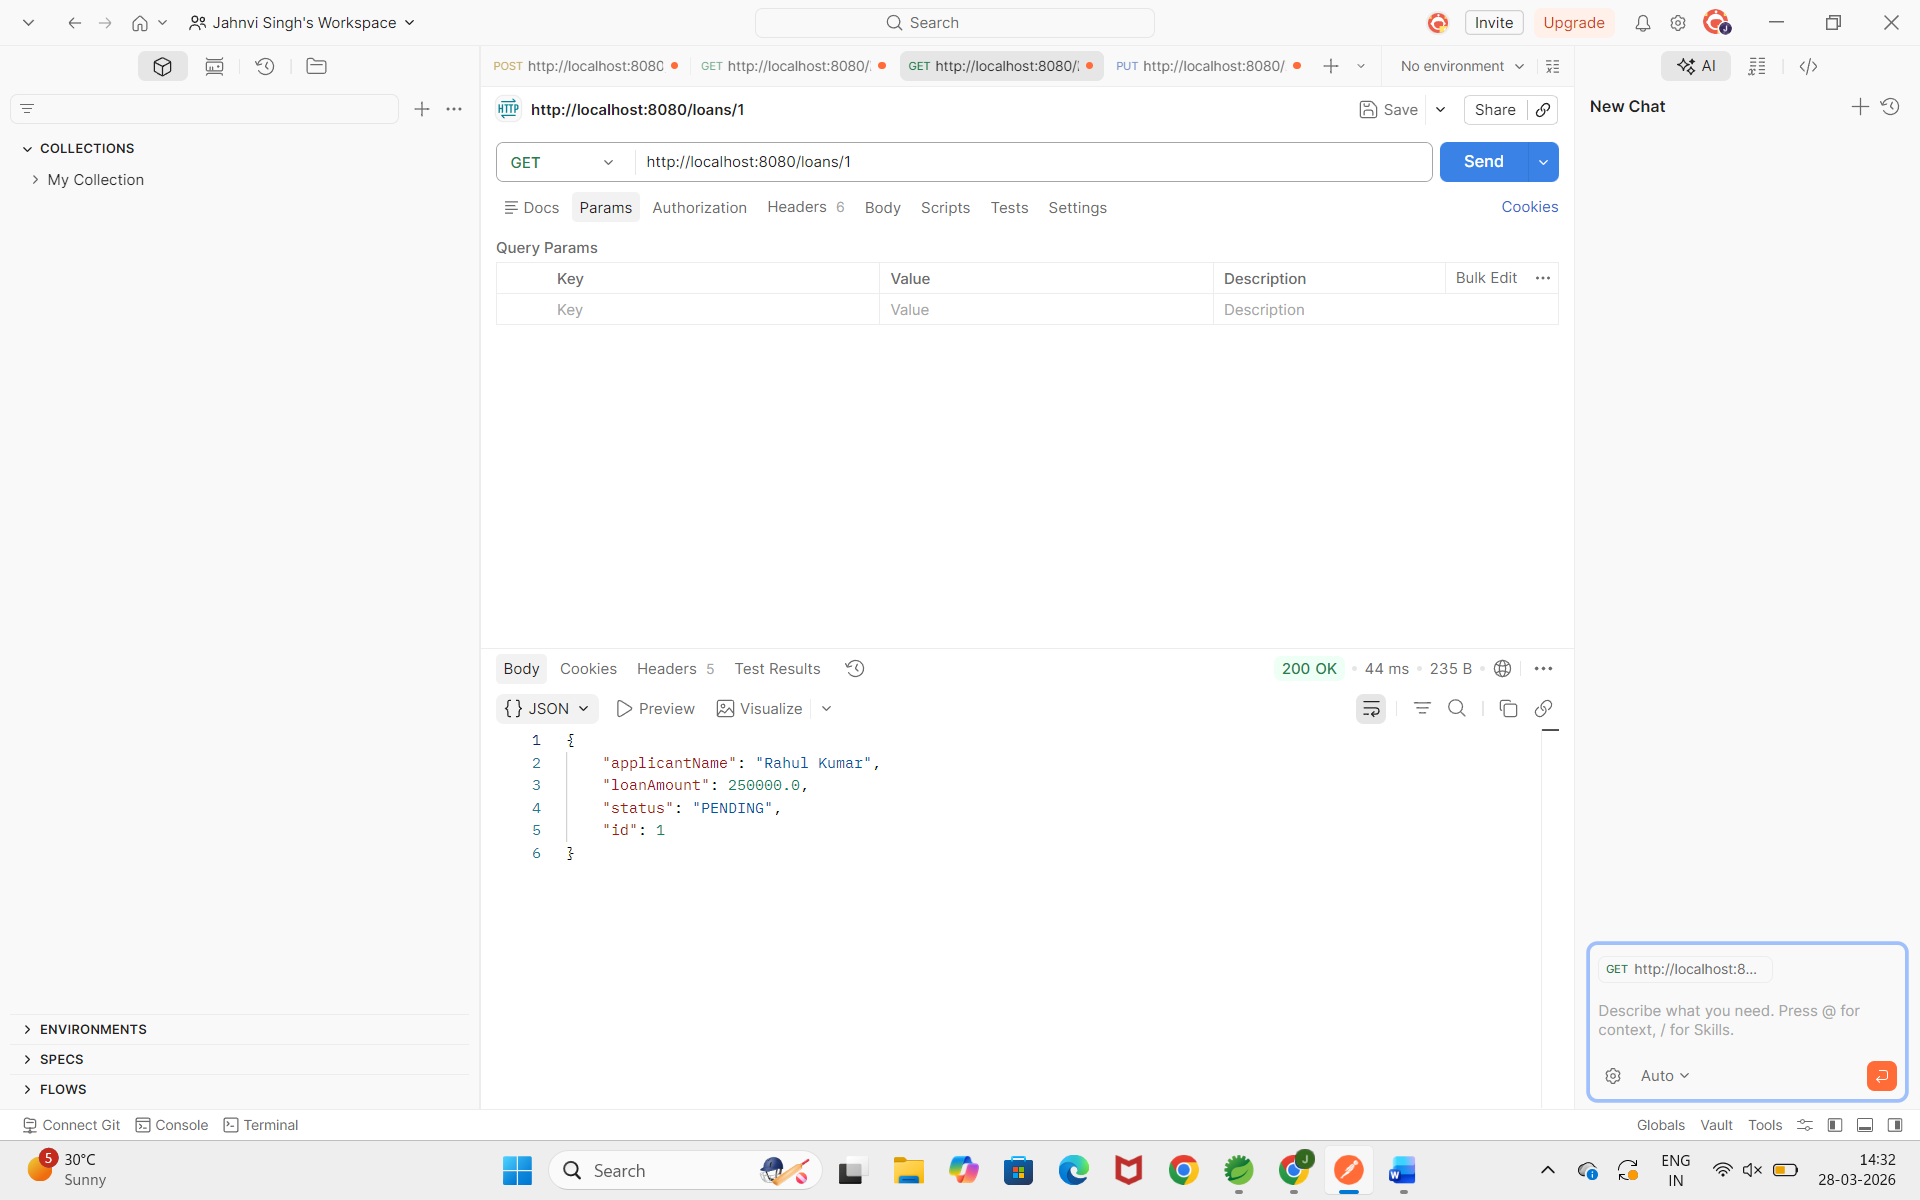 Jahnvi Singh's Workspace
Search
Invite
Upgrade
J
POST http://localhost:8080
GET http://localhost:8080/
GET http://localhost:8080/
PUT http://localhost:8080/
No environment
AI
HTTP http://localhost:8080/loans/1
Save
Share
New Chat
COLLECTIONS
My Collection
GET
http://localhost:8080/loans/1
Send
Docs
Params
Authorization
Headers 6
Body
Scripts
Tests
Settings
Cookies
Query Params
Key
Value
Description
Bulk Edit
Key
Value
Description
Body
Cookies
Headers 5
Test Results
200 OK
44 ms
235 B
{} JSON
Preview
Visualize
1 {
2 "applicantName": "Rahul Kumar",
3 "loanAmount": 250000.0,
4 "status": "PENDING",
5 "id": 1
6 }
GET http://localhost:8...
Describe what you need. Press @ for
context, / for Skills.
Auto
ENVIRONMENTS
SPECS
FLOWS
Connect Git
Console
Terminal
Globals
Vault
Tools
5
30°C
Sunny
Search
J
W
ENG
IN
14:32
28-03-2026